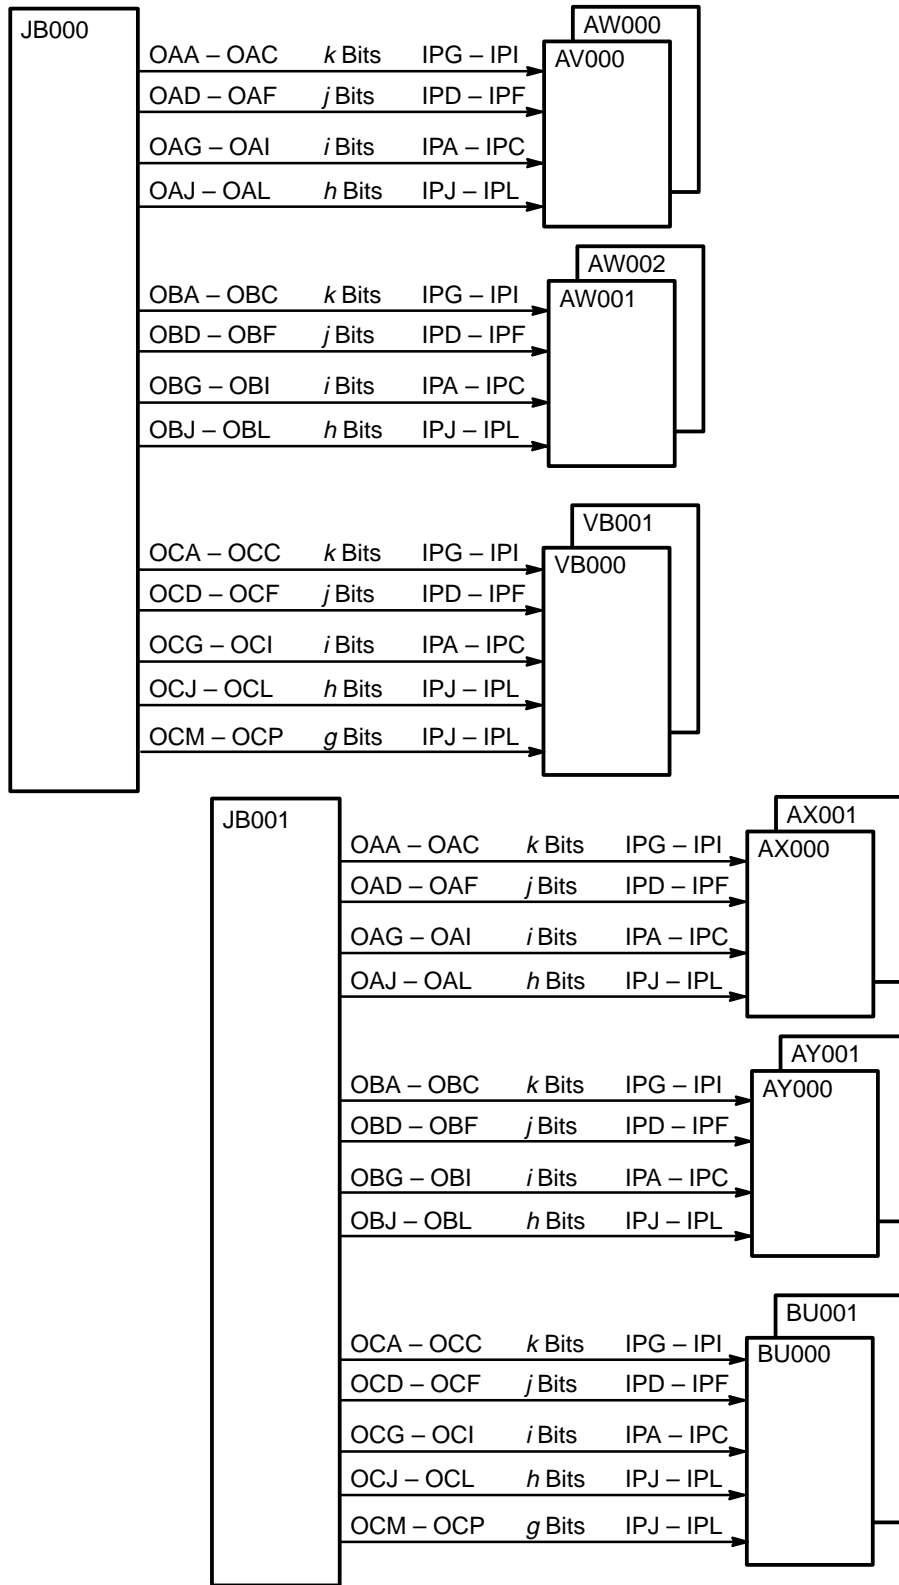 JB000
AW000
AV000
OAA – OAC k Bits IPG – IPI
OAD – OAF j Bits IPD – IPF
OAG – OAI i Bits IPA – IPC
OAJ – OAL h Bits IPJ – IPL
AW002
AW001
OBA – OBC k Bits IPG – IPI
OBD – OBF j Bits IPD – IPF
OBG – OBI i Bits IPA – IPC
OBJ – OBL h Bits IPJ – IPL
VB001
VB000
OCA – OCC k Bits IPG – IPI
OCD – OCF j Bits IPD – IPF
OCG – OCI i Bits IPA – IPC
OCJ – OCL h Bits IPJ – IPL
OCM – OCP g Bits IPJ – IPL
JB001
AX001
AX000
OAA – OAC k Bits IPG – IPI
OAD – OAF j Bits IPD – IPF
OAG – OAI i Bits IPA – IPC
OAJ – OAL h Bits IPJ – IPL
AY001
AY000
OBA – OBC k Bits IPG – IPI
OBD – OBF j Bits IPD – IPF
OBG – OBI i Bits IPA – IPC
OBJ – OBL h Bits IPJ – IPL
BU001
BU000
OCA – OCC k Bits IPG – IPI
OCD – OCF j Bits IPD – IPF
OCG – OCI i Bits IPA – IPC
OCJ – OCL h Bits IPJ – IPL
OCM – OCP g Bits IPJ – IPL